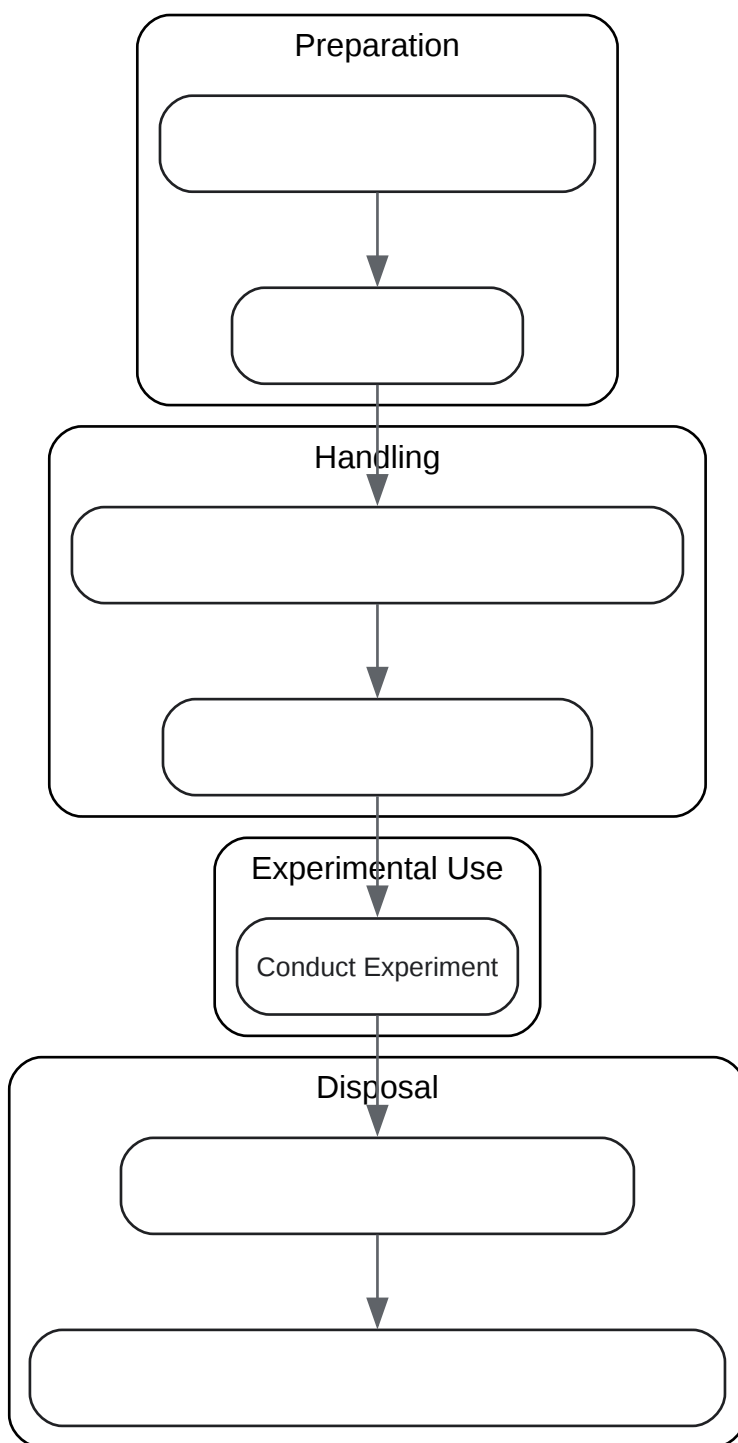 Preparation
Handling
Experimental Use
Conduct Experiment
Disposal